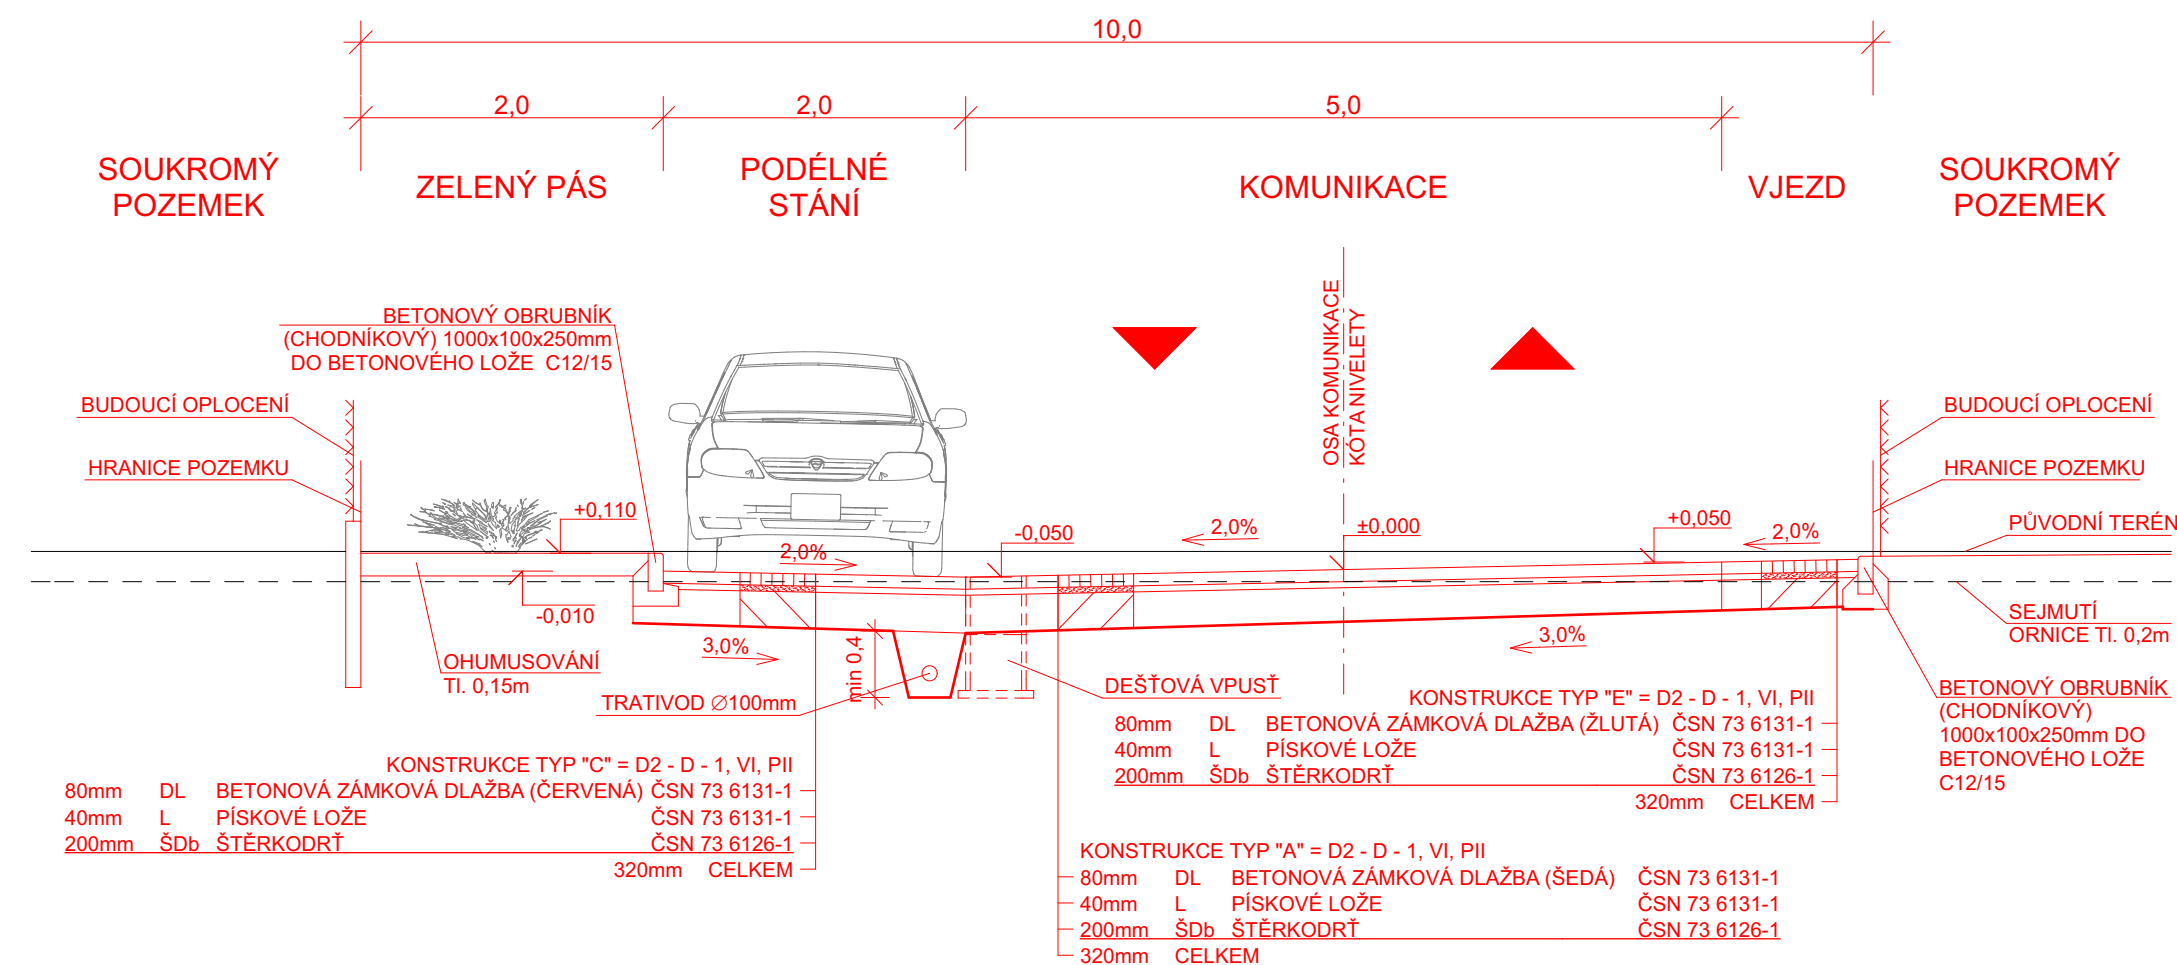 10,0
2,0
2,0
5,0
SOUKROMÝ
POZEMEK
ZELENÝ PÁS
PODÉLNÉ
STÁNÍ
KOMUNIKACE
VJEZD
SOUKROMÝ
POZEMEK
BETONOVÝ OBRUBNÍK
(CHODNÍKOVÝ) 1000x100x250mm
DO BETONOVÉHO LOŽE C12/15
OSA KOMUNIKACE
KÓTA NIVELETY
BUDOUCÍ OPLOCENÍ
HRANICE POZEMKU
BUDOUCÍ OPLOCENÍ
HRANICE POZEMKU
PŮVODNÍ TERÉN
+0,110
2,0%
-0,050
2,0%
±0,000
+0,050
2,0%
-0,010
SEJMUTÍ
ORNICE Tl. 0,2m
3,0%
min 0,4
3,0%
OHUMUSOVÁNÍ
Tl. 0,15m
TRATIVOD ∅100mm
DEŠŤOVÁ VPUSŤ
BETONOVÝ OBRUBNÍK
(CHODNÍKOVÝ)
1000x100x250mm DO
BETONOVÉHO LOŽE
C12/15
KONSTRUKCE TYP "E" = D2 - D - 1, VI, PII
80mm DL BETONOVÁ ZÁMKOVÁ DLAŽBA (ŽLUTÁ) ČSN 73 6131-1
40mm L PÍSKOVÉ LOŽE ČSN 73 6131-1
200mm ŠDb ŠTĚRKODRŤ ČSN 73 6126-1
320mm CELKEM
KONSTRUKCE TYP "C" = D2 - D - 1, VI, PII
80mm DL BETONOVÁ ZÁMKOVÁ DLAŽBA (ČERVENÁ) ČSN 73 6131-1
40mm L PÍSKOVÉ LOŽE ČSN 73 6131-1
200mm ŠDb ŠTĚRKODRŤ ČSN 73 6126-1
320mm CELKEM
KONSTRUKCE TYP "A" = D2 - D - 1, VI, PII
80mm DL BETONOVÁ ZÁMKOVÁ DLAŽBA (ŠEDÁ) ČSN 73 6131-1
40mm L PÍSKOVÉ LOŽE ČSN 73 6131-1
200mm ŠDb ŠTĚRKODRŤ ČSN 73 6126-1
320mm CELKEM